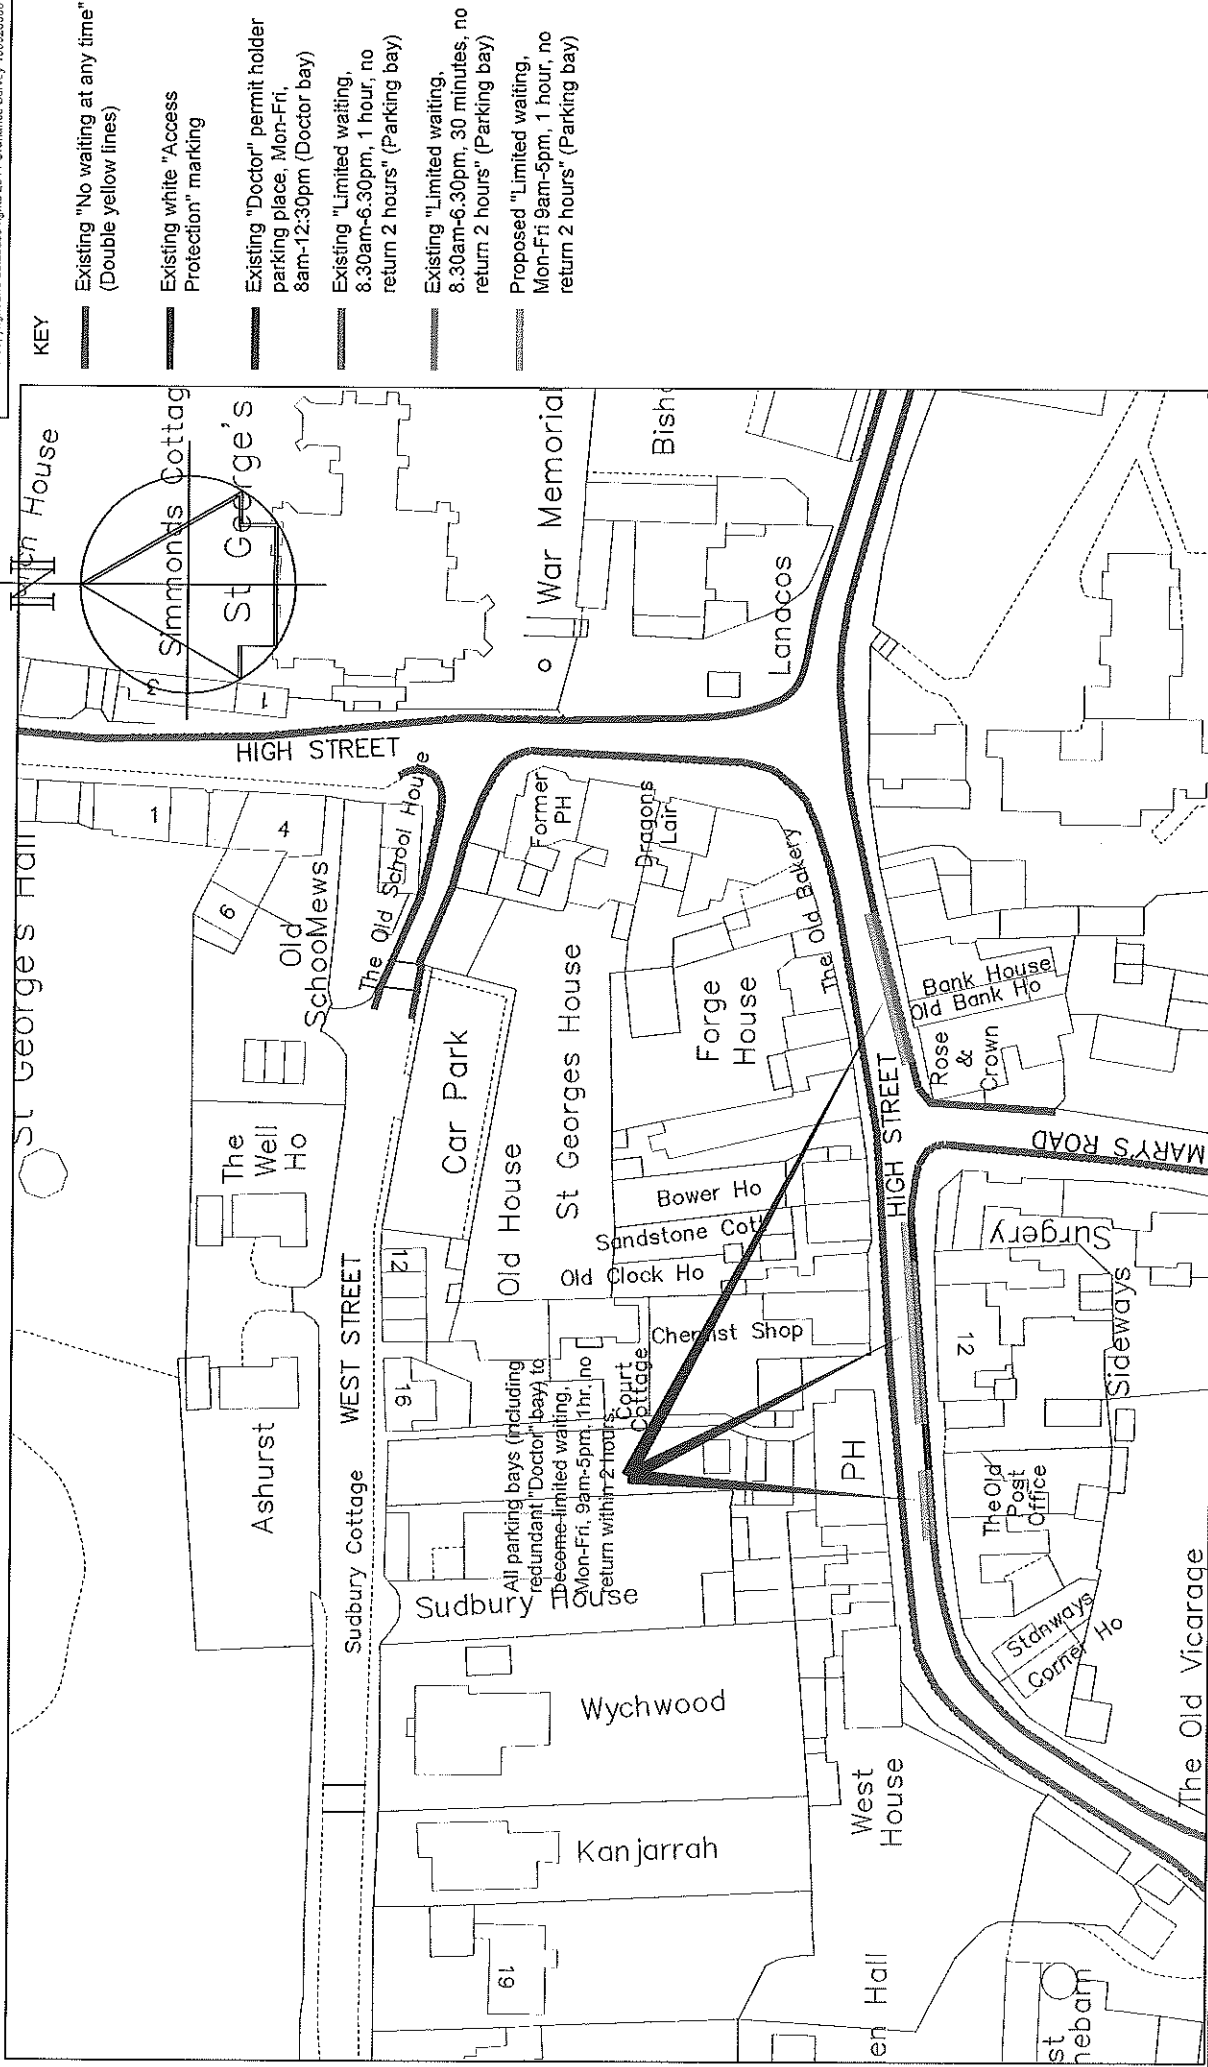 KEY
Existing "No waiting at any time"
(Double yellow lines)
Existing white "Access
Protection" marking
Existing "Doctor" permit holder
parking place, Mon-Fri,
8am-12:30pm (Doctor bay)
Existing "Limited waiting,
8.30am-6.30pm, 1 hour, no
return 2 hours" (Parking bay)
Existing "Limited waiting,
8.30am-6.30pm, 30 minutes, no
return 2 hours" (Parking bay)
Proposed "Limited waiting,
Mon-Fri 9am-5pm, 1 hour, no
return 2 hours" (Parking bay)
N
House
Simmonds Cottag
St George's
War Memorial
Bish
Lanacos
3
1
HIGH STREET
St George's Hall
1
4
6
Old
School Mews
The Old School House
Former
PH
Dragons
Lair
The Old Bakery
Car Park
St Georges House
Forge
House
Old House
The
Well
Ho
Ashurst
WEST STREET
12
16
Sudbury Cottage
Sudbury House
Bower Ho
Sandstone Cott
Old Clock Ho
Chemist Shop
Court
Cottage
All parking bays (including
redundant "Doctor" bay) to
become limited waiting,
Mon-Fri, 9am-5pm, 1hr, no
return within 2 hours.
PH
HIGH STREET
Bank House
Old Bank Ho
Rose
&
Crown
MARY'S ROAD
Surgery
12
Sideways
The Old
Post
Office
Stanways
Corner Ho
The Old Vicarage
Wychwood
Kanjarrah
19
West
House
en Hall
st
nebarn